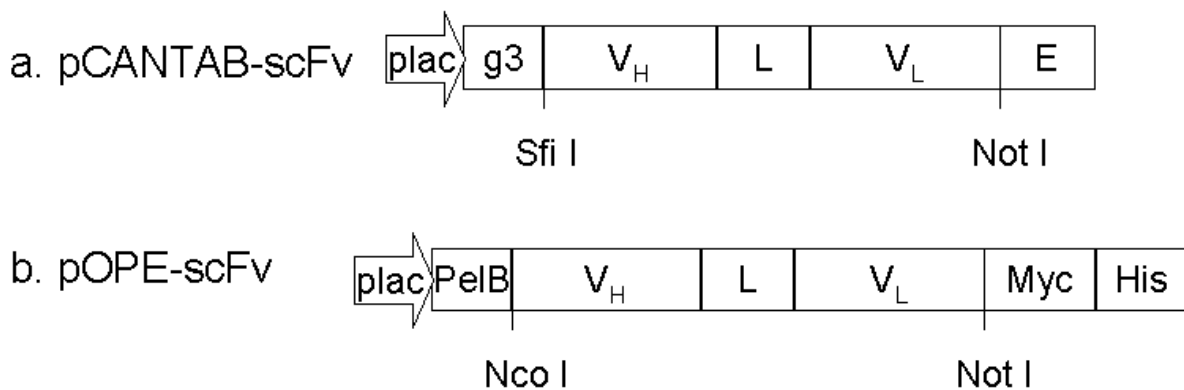 a. pCANTAB-scFv plac g3 VH L VL E
Sfi I Not I
b. pOPE-scFv plac PelB VH L VL Myc His
Nco I Not I